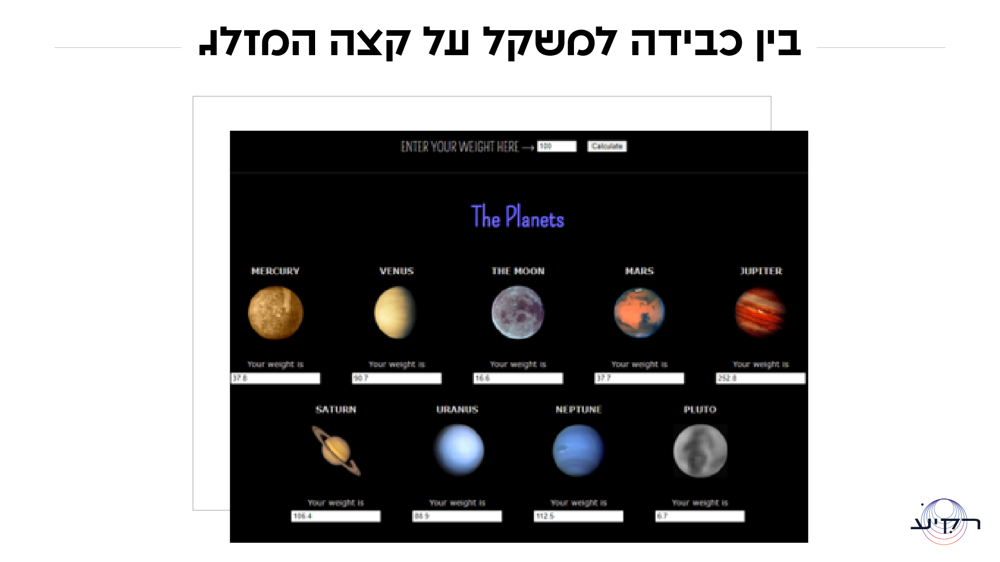 בין כבידה למשקל על קצה המזלג
ENTER YOUR WEIGHT HERE → 100 Calculate
The Planets
MERCURY VENUS THE MOON MARS JUPITER
Your weight is Your weight is Your weight is Your weight is Your weight is
37.8 90.7 16.6 37.7 252.8
SATURN URANUS NEPTUNE PLUTO
Your weight is Your weight is Your weight is Your weight is
106.4 88.9 112.5 6.7
רקיע